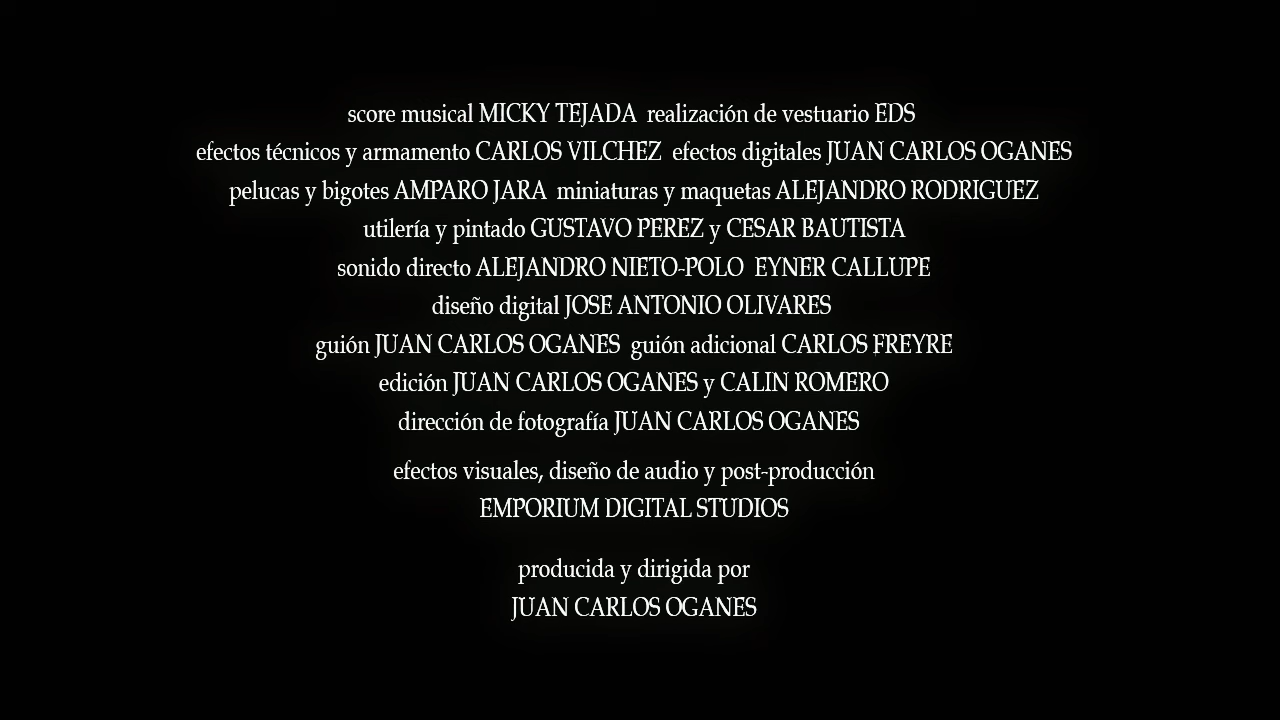 score musical MICKY TEJADA realización de vestuario EDS
efectos técnicos y armamento CARLOS VILCHEZ efectos digitales JUAN CARLOS OGANES
pelucas y bigotes AMPARO JARA miniaturas y maquetas ALEJANDRO RODRIGUEZ
utilería y pintado GUSTAVO PEREZ y CESAR BAUTISTA
sonido directo ALEJANDRO NIETO-POLO EYNER CALLUPE
diseño digital JOSE ANTONIO OLIVARES
guión JUAN CARLOS OGANES guión adicional CARLOS FREYRE
edición JUAN CARLOS OGANES y CALIN ROMERO
dirección de fotografía JUAN CARLOS OGANES
efectos visuales, diseño de audio y post-producción
EMPORIUM DIGITAL STUDIOS
producida y dirigida por
JUAN CARLOS OGANES